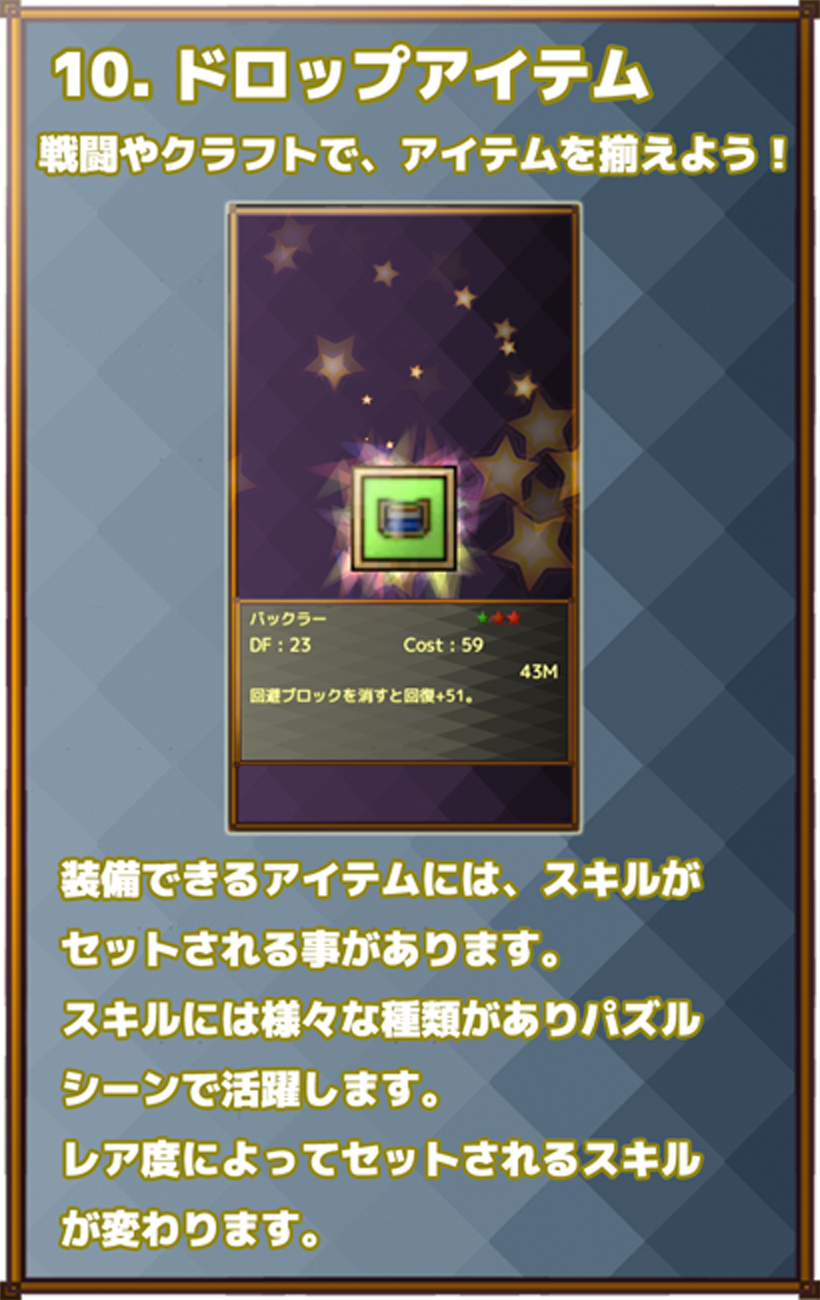 10. ドロップアイテム
戦闘やクラフトで、アイテムを揃えよう！
バックラー ★★★
DF : 23 Cost : 59
43M
回避ブロックを消すと回復+51。
装備できるアイテムには、スキルが
セットされる事があります。
スキルには様々な種類がありパズル
シーンで活躍します。
レア度によってセットされるスキル
が変わります。